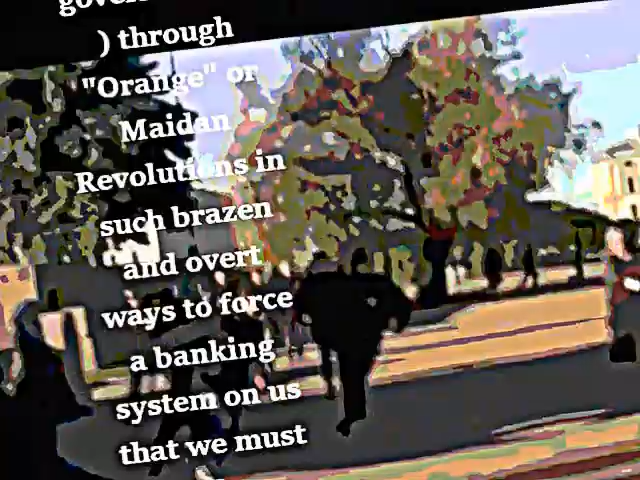 ) through
"Orange" or
Maidan
Revolutions in
such brazen
and overt
ways to force
a banking
system on us
that we must